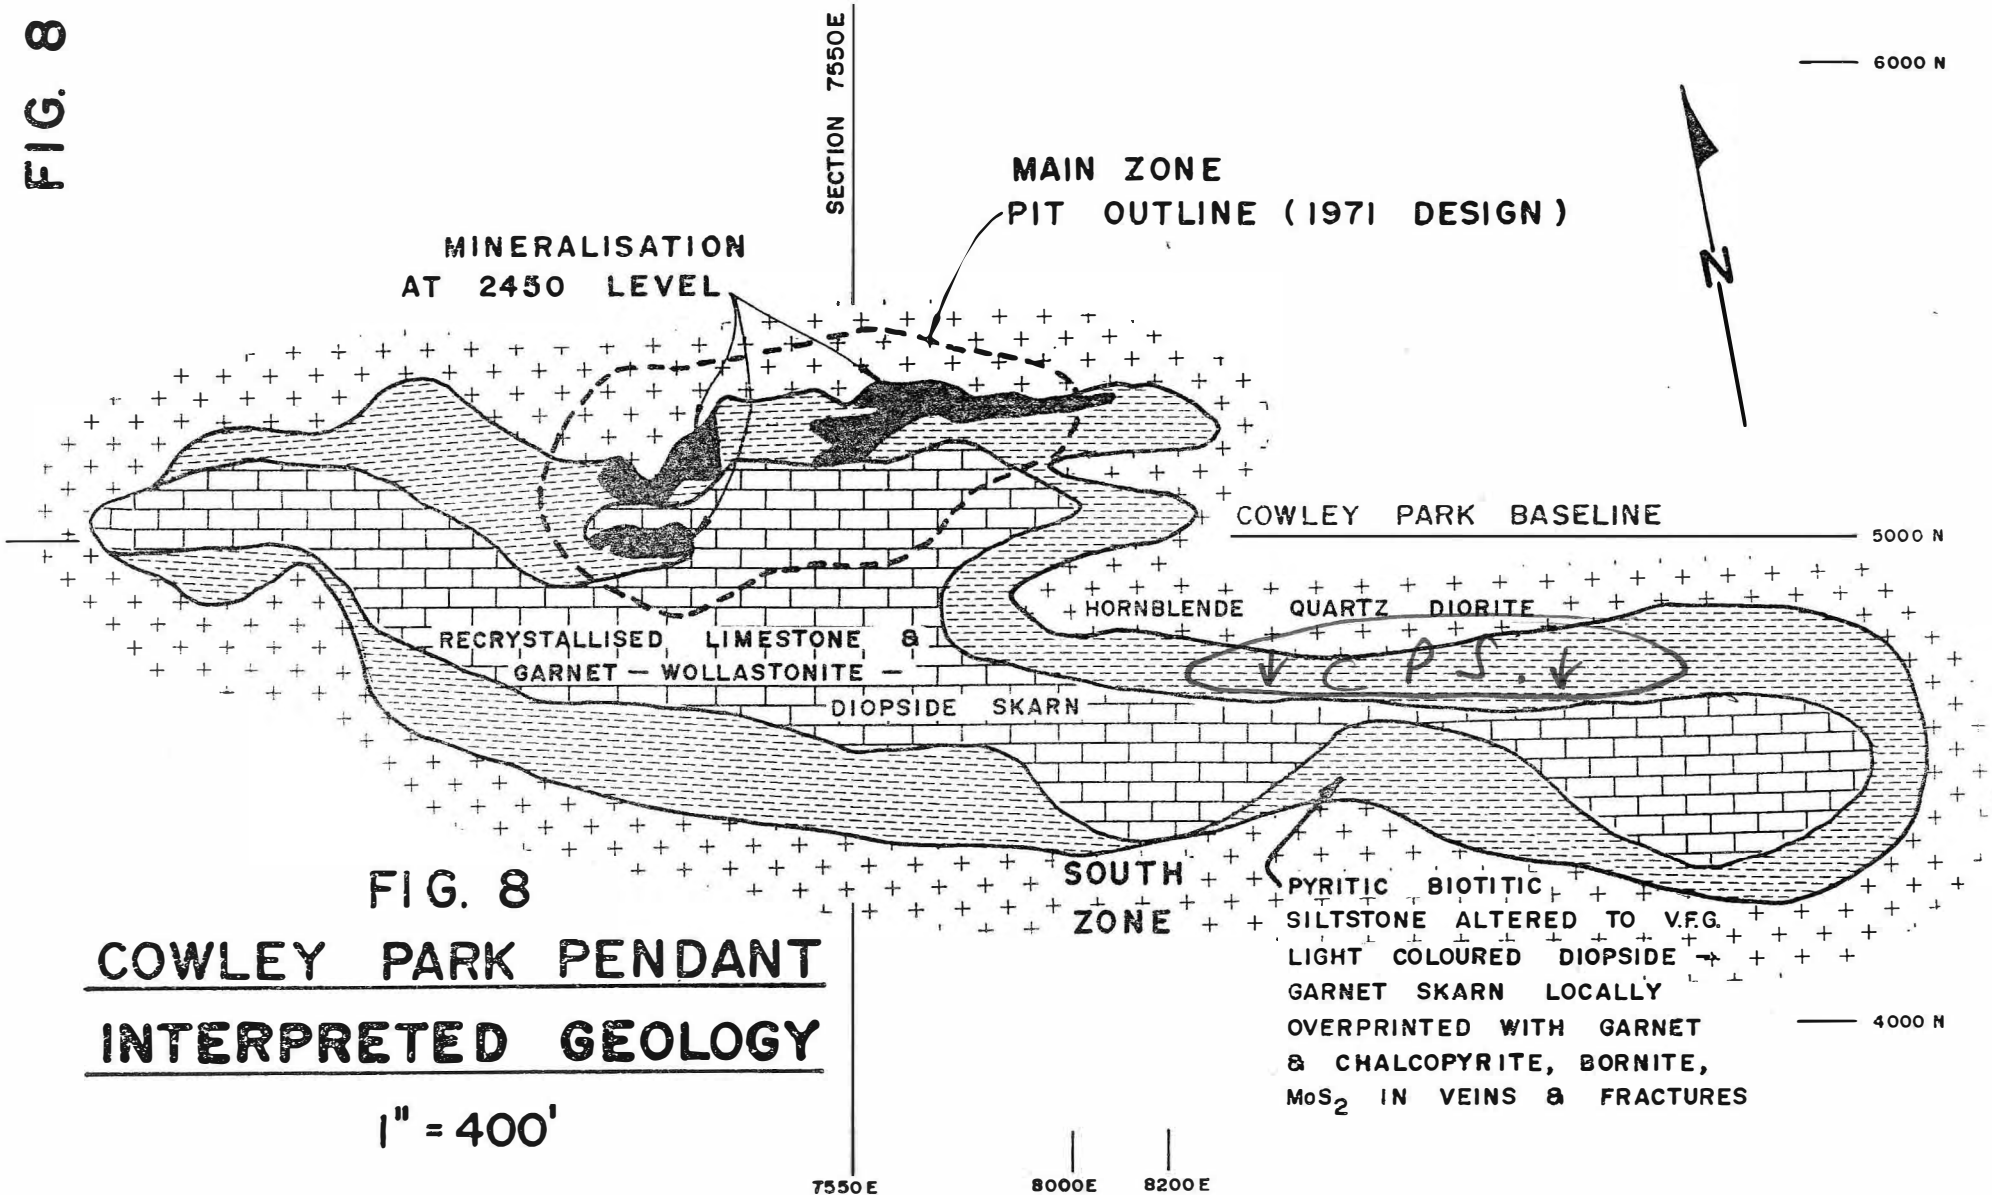 FIG. 8
SECTION 7550E
6000 N
MAIN ZONE
PIT OUTLINE (1971 DESIGN)
MINERALISATION
AT 2450 LEVEL
N
COWLEY PARK BASELINE
5000 N
HORNBLENDE QUARTZ DIORITE
↓ C P S. ↓
RECRYSTALLISED LIMESTONE &
GARNET — WOLLASTONITE —
DIOPSIDE SKARN
SOUTH
ZONE
PYRITIC BIOTITIC
SILTSTONE ALTERED TO V.F.G.
LIGHT COLOURED DIOPSIDE -
GARNET SKARN LOCALLY
OVERPRINTED WITH GARNET
& CHALCOPYRITE, BORNITE,
MoS2 IN VEINS & FRACTURES
4000 N
FIG. 8
COWLEY PARK PENDANT
INTERPRETED GEOLOGY
1" = 400'
7550E
8000E
8200E